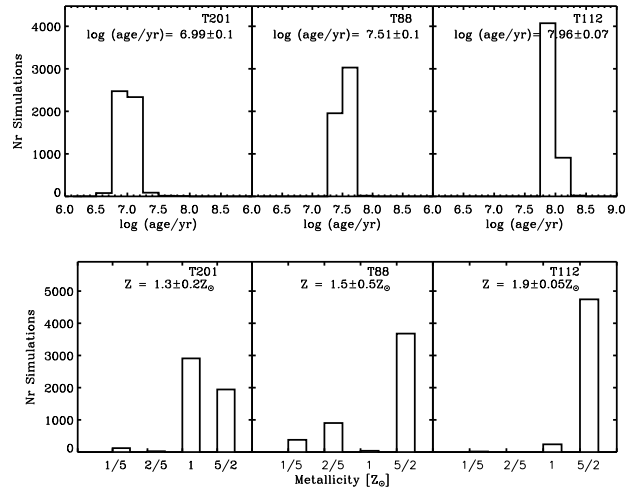 T201
T88
T112
log (age/yr)= 6.99±0.1
log (age/yr)= 7.51±0.1
log (age/yr)= 7.96±0.07
Nr Simulations
4000
3000
2000
1000
0
6.0 6.5 7.0 7.5 8.0 8.5 6.0 6.5 7.0 7.5 8.0 8.5 6.0 6.5 7.0 7.5 8.0 8.5 9.0
log (age/yr)
log (age/yr)
log (age/yr)
T201
T88
T112
Z = 1.3±0.2Z☉
Z = 1.5±0.5Z☉
Z = 1.9±0.05Z☉
Nr Simulations
5000
4000
3000
2000
1000
0
1/5 2/5 1 5/2 1/5 2/5 1 5/2 1/5 2/5 1 5/2
Metallicity [Z☉]